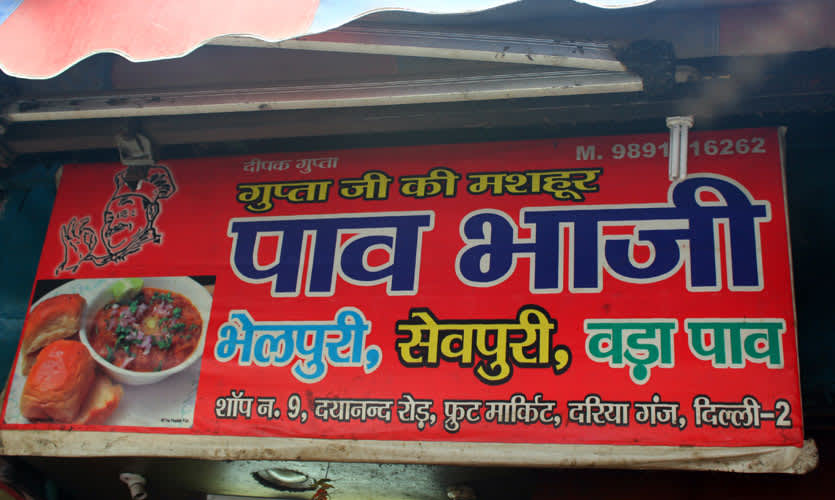 दीपक गुप्ता
M. 9891 16262
गुप्ता जी की मशहूर
पाव भाजी
भेलपुरी, सेवपुरी, वड़ा पाव
शॉप न. 9, दयानन्द रोड़, फ्रुट मार्किट, दरिया गंज, दिल्ली-2